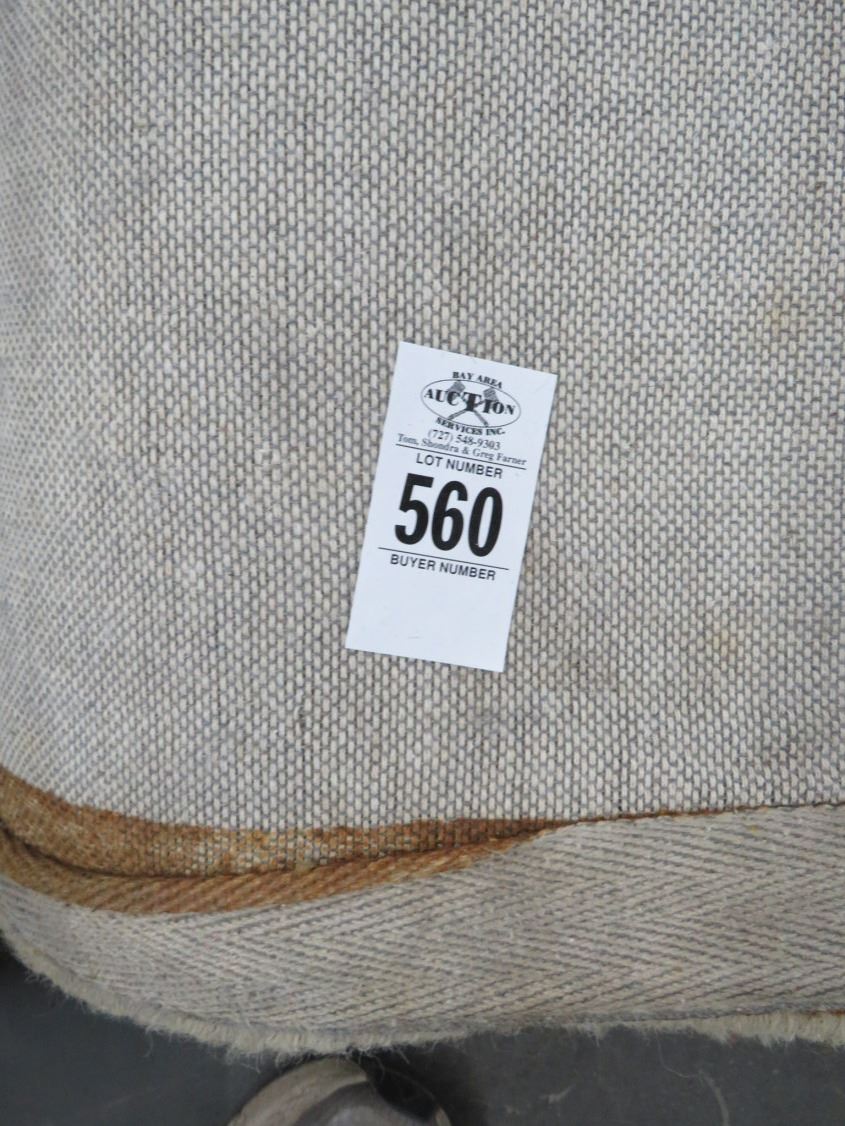 BAY AREA
AUCTION
SERVICES INC.
(727) 548-9303
Tom, Shondra & Greg Farner
LOT NUMBER
560
BUYER NUMBER